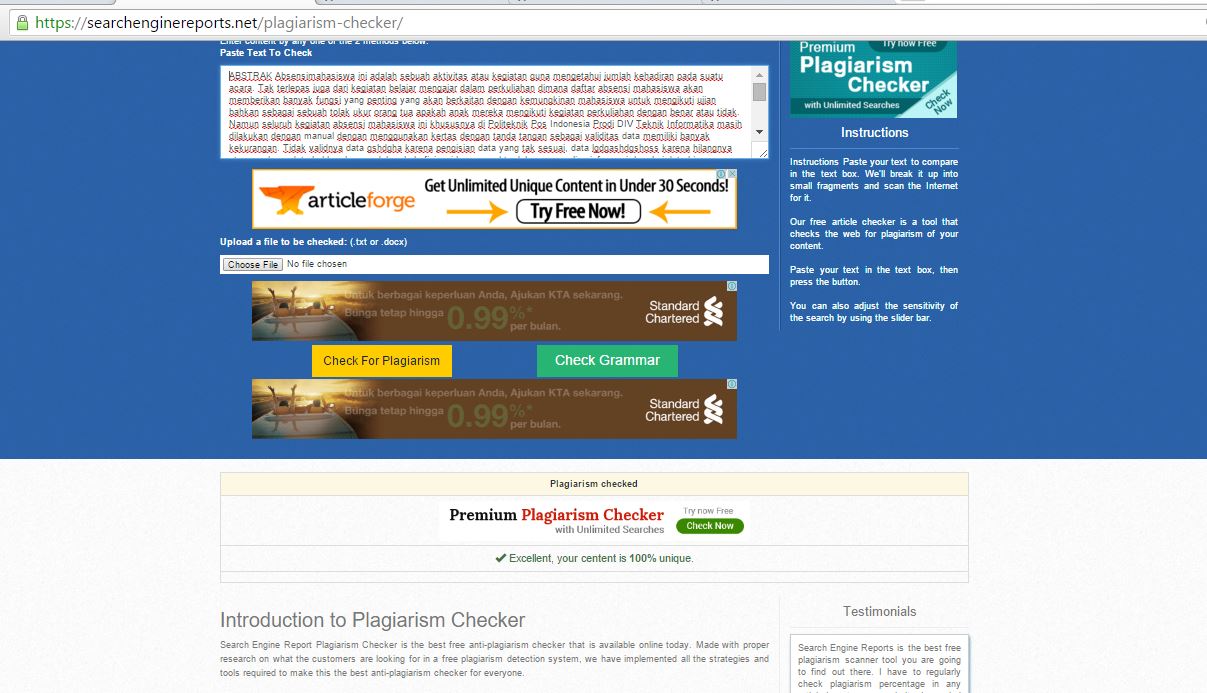 https://searchenginereports.net/plagiarism-checker/
Enter content by any one of the 2 methods below:
Paste Text To Check
ABSTRAK Absensimahasiswa ini adalah sebuah aktivitas atau kegiatan guna mengetahui jumlah kehadiran pada suatu
acara. Tak terlepas juga dari kegiatan belajar mengajar dalam perkuliahan dimana daftar absensi mahasiswa akan
memberikan banyak fungsi yang penting yang akan berkaitan dengan kemungkinan mahasiswa untuk mengikuti ujian
bahkan sebagai sebuah tolak ukur orang tua apakah anak mereka mengikuti kegiatan perkuliahan dengan benar atau tidak.
Namun seluruh kegiatan absensi mahasiswa ini khususnya di Politeknik Pos Indonesia Prodi DIV Teknik Informatika masih
dilakukan dengan manual dengan menggunakan kertas dengan tanda tangan sebagai validitas data memiliki banyak
kekurangan. Tidak validnya data gshdgha karena pengisian data yang tak sesuai, data lgdgashdgshoss karena hilangnya
articleforge
Get Unlimited Unique Content in Under 30 Seconds!
Try Free Now!
Upload a file to be checked: (.txt or .docx)
Choose File No file chosen
Untuk berbagai keperluan Anda, Ajukan KTA sekarang.
Bunga tetap hingga 0.99%* per bulan.
Standard
Chartered
Check For Plagiarism
Check Grammar
Untuk berbagai keperluan Anda, Ajukan KTA sekarang.
Bunga tetap hingga 0.99%* per bulan.
Standard
Chartered
Premium
Try now Free
Plagiarism
Checker
with Unlimited Searches
Check
Now
Instructions
Instructions Paste your text to compare
in the text box. We'll break it up into
small fragments and scan the Internet
for it.
Our free article checker is a tool that
checks the web for plagiarism of your
content.
Paste your text in the text box, then
press the button.
You can also adjust the sensitivity of
the search by using the slider bar.
Plagiarism checked
Premium Plagiarism Checker
with Unlimited Searches
Try now Free
Check Now
Excellent, your centent is 100% unique.
Introduction to Plagiarism Checker
Search Engine Report Plagiarism Checker is the best free anti-plagiarism checker that is available online today. Made with proper
research on what the customers are looking for in a free plagiarism detection system, we have implemented all the strategies and
tools required to make this the best anti-plagiarism checker for everyone.
Testimonials
Search Engine Reports is the best free
plagiarism scanner tool you are going
to find out there. I have to regularly
check plagiarism percentage in any